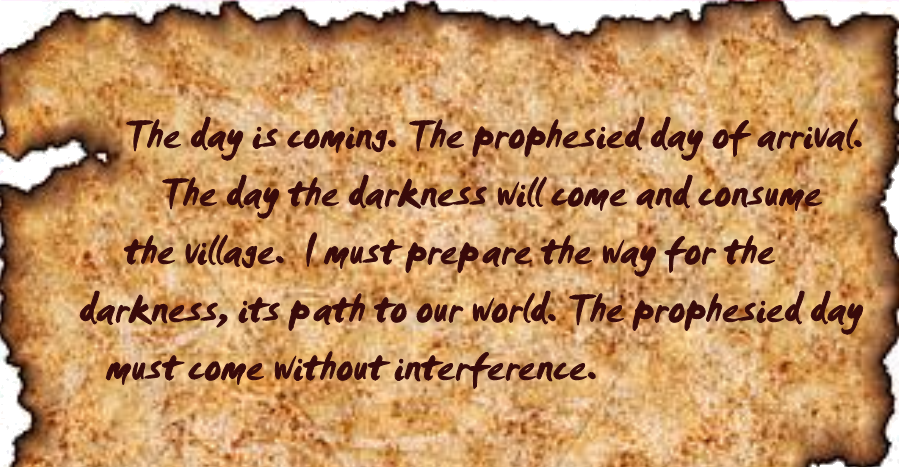 The day is coming. The prophesied day of arrival.
The day the darkness will come and consume
the village. I must prepare the way for the
darkness, its path to our world. The prophesied day
must come without interference.